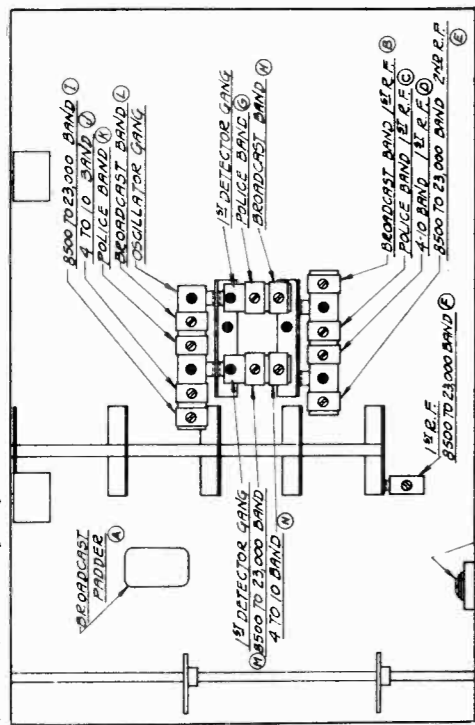 BROADCAST
PADDER Ⓐ
8500 TO 23,000 BAND Ⓘ
4 TO 10 BAND Ⓙ
POLICE BAND Ⓚ
BROADCAST BAND Ⓛ
OSCILLATOR GANG
1ST DETECTOR GANG
POLICE BAND Ⓖ
BROADCAST BAND Ⓗ
1ST DETECTOR GANG
Ⓜ 8500 TO 23,000 BAND
4 TO 10 BAND Ⓝ
BROADCAST BAND 1ST R.F. Ⓑ
POLICE BAND 1ST R.F. Ⓒ
4-10 BAND 1ST R.F. Ⓓ
8500 TO 23,000 BAND 2ND R.F. Ⓔ
1ST R.F.
8500 TO 23,000 BAND Ⓕ